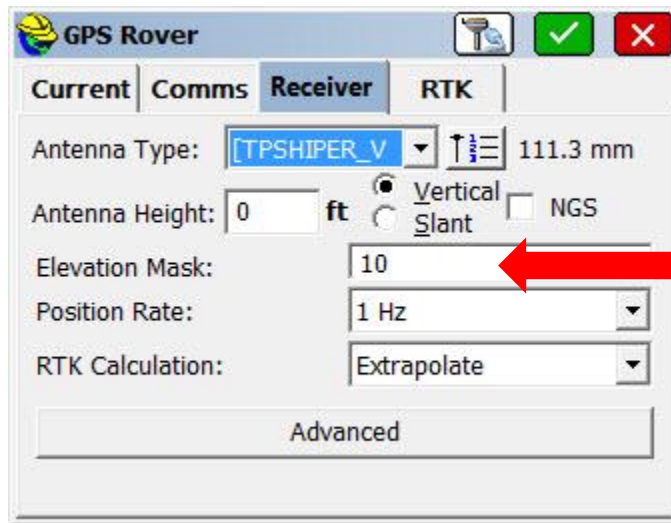 GPS Rover
Current Comms Receiver RTK
Antenna Type: [TPSHIPER_V 111.3 mm
Antenna Height: 0 ft Vertical Slant NGS
Elevation Mask: 10
Position Rate: 1 Hz
RTK Calculation: Extrapolate
Advanced